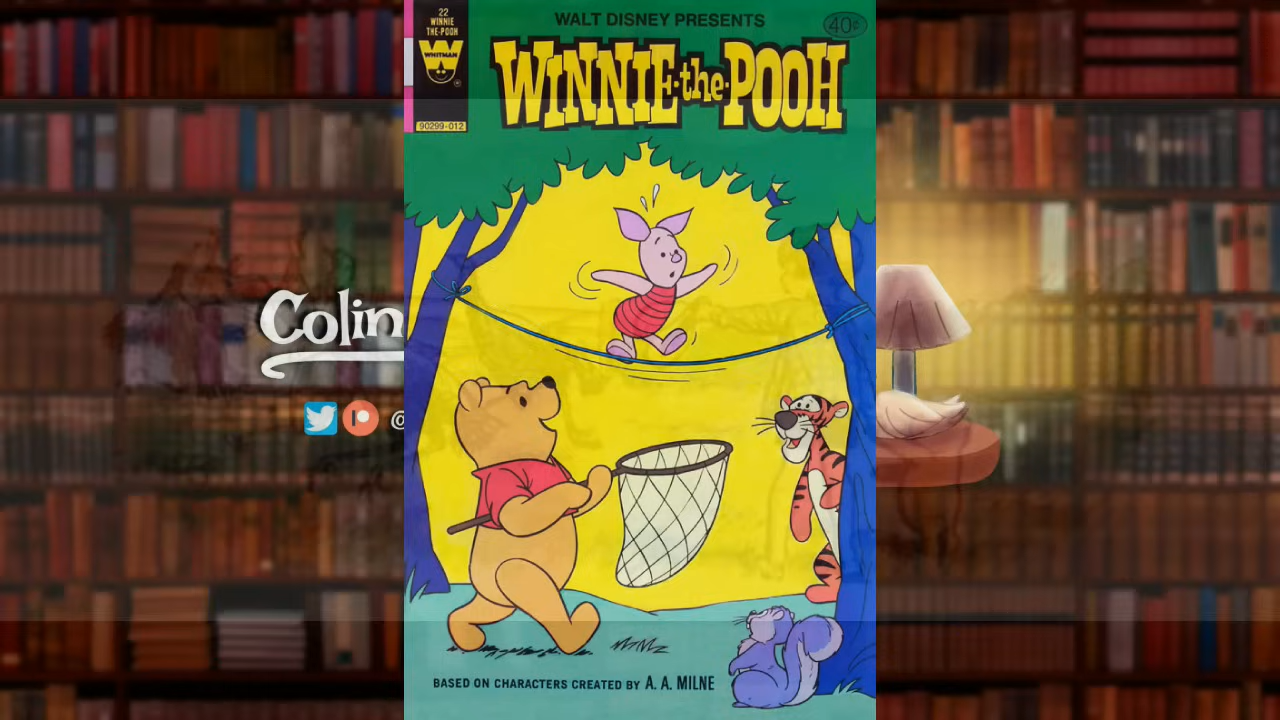 22
WINNIE
THE-POOH
WHITMAN
90299-012
WALT DISNEY PRESENTS
40¢
WINNIE·the·POOH
Colin
@
BASED ON CHARACTERS CREATED BY A. A. MILNE